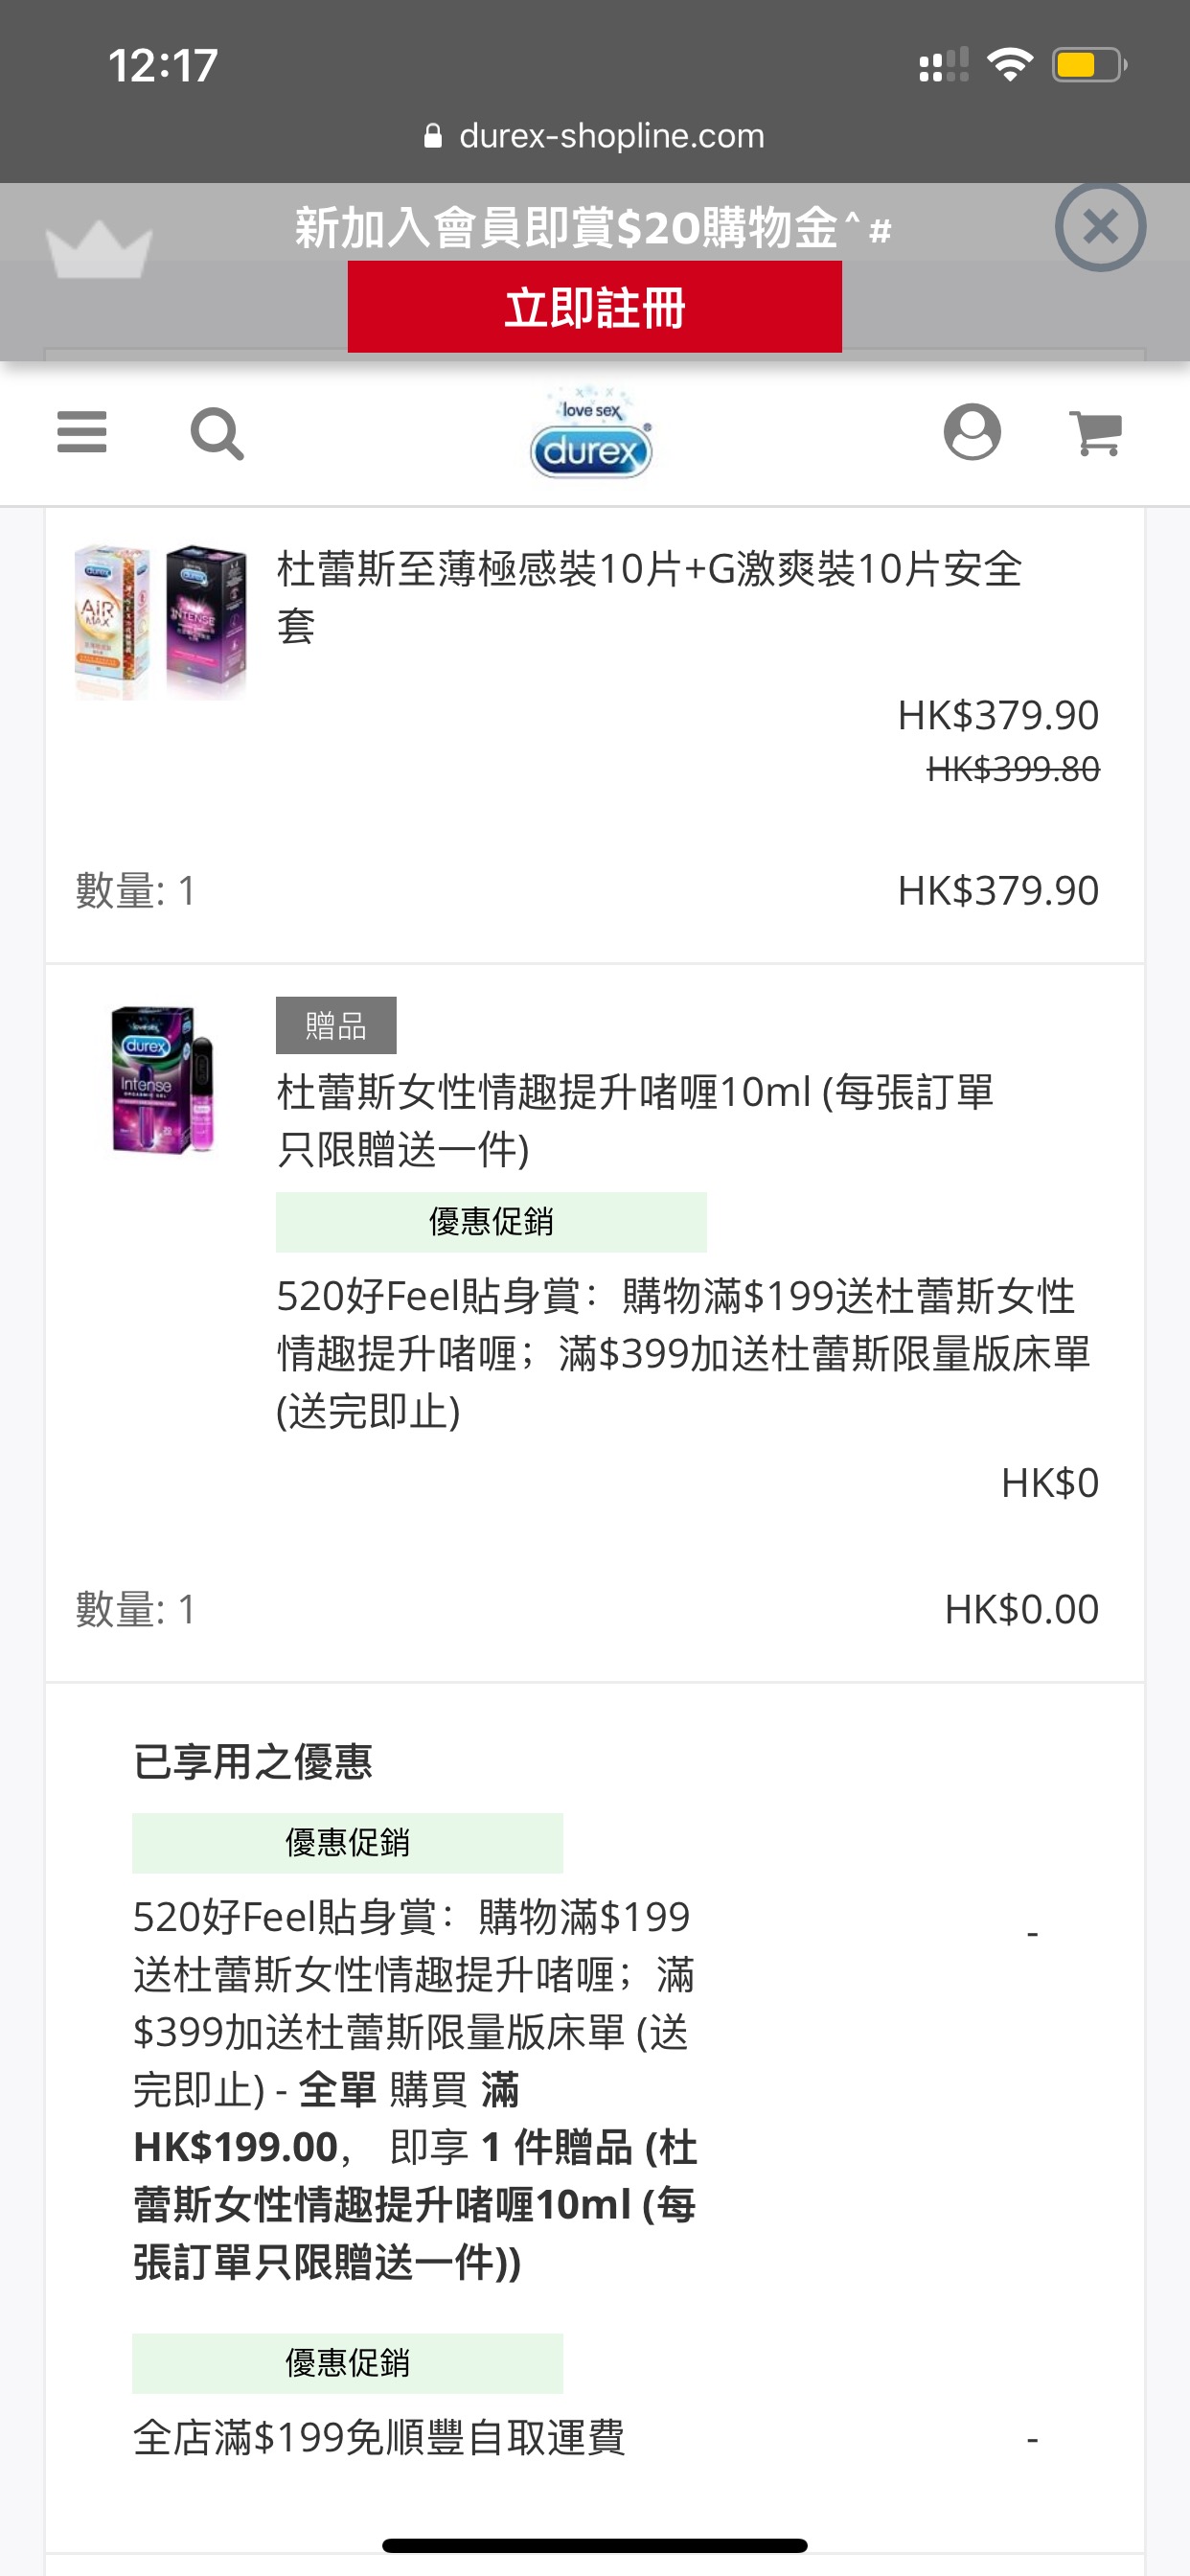 12:17
durex-shopline.com
新加入會員即賞$20購物金^#
立即註冊
love sex
durex®
durex
AiR
MAX
durex
INTENSE
杜蕾斯至薄極感裝10片+G激爽裝10片安全
套
HK$379.90
HK$399.80
數量: 1
HK$379.90
love sex
durex
Intense
ORGASMIC GEL
贈品
杜蕾斯女性情趣提升啫喱10ml (每張訂單
只限贈送一件)
優惠促銷
520好Feel貼身賞：購物滿$199送杜蕾斯女性
情趣提升啫喱；滿$399加送杜蕾斯限量版床單
(送完即止)
HK$0
數量: 1
HK$0.00
已享用之優惠
優惠促銷
520好Feel貼身賞：購物滿$199
送杜蕾斯女性情趣提升啫喱；滿
$399加送杜蕾斯限量版床單 (送
完即止) - 全單 購買 滿
HK$199.00， 即享 1 件贈品 (杜
蕾斯女性情趣提升啫喱10ml (每
張訂單只限贈送一件))
-
優惠促銷
全店滿$199免順豐自取運費
-